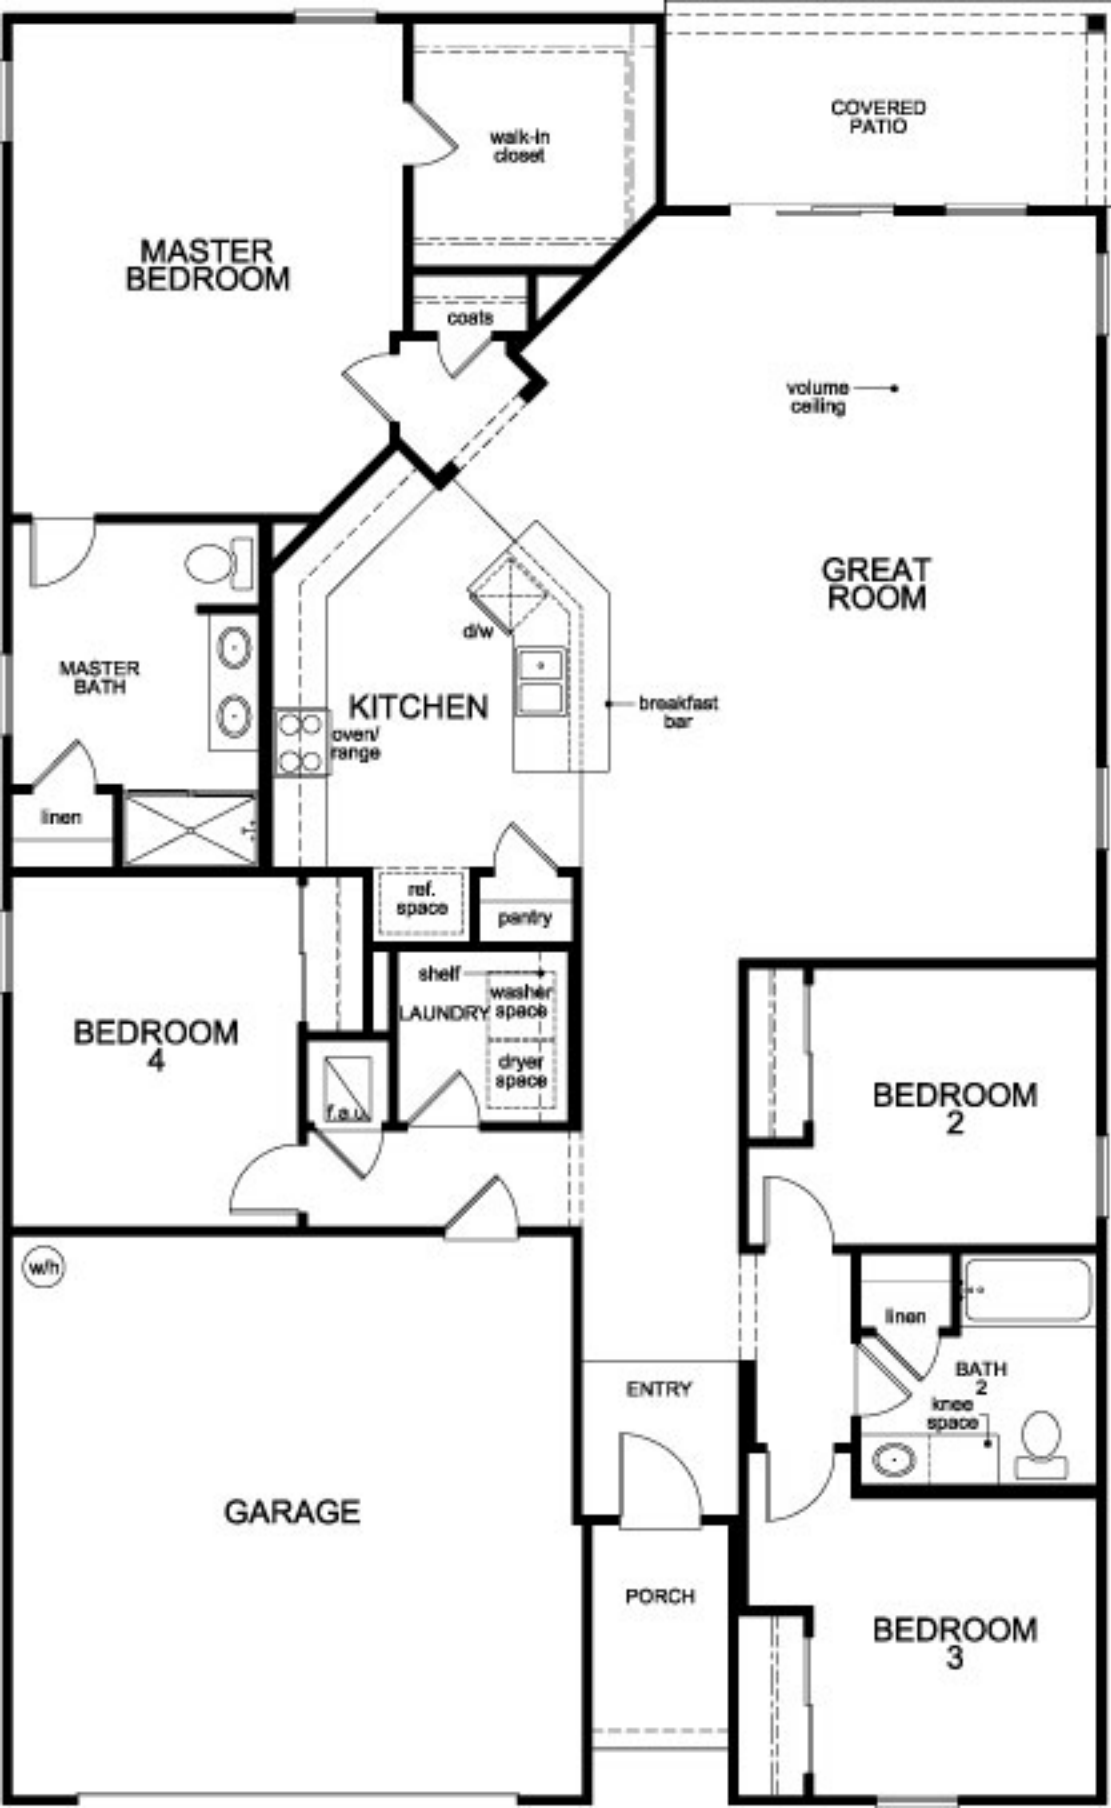 COVERED
PATIO
walk-in
closet
MASTER
BEDROOM
coats
volume
ceiling
GREAT
ROOM
d/w
MASTER
BATH
KITCHEN
breakfast
bar
oven/
range
linen
ref.
space
pantry
shelf
washer
space
LAUNDRY
BEDROOM
4
dryer
space
f.a.u.
BEDROOM
2
w/h
linen
BATH
2
ENTRY
knee
space
GARAGE
PORCH
BEDROOM
3